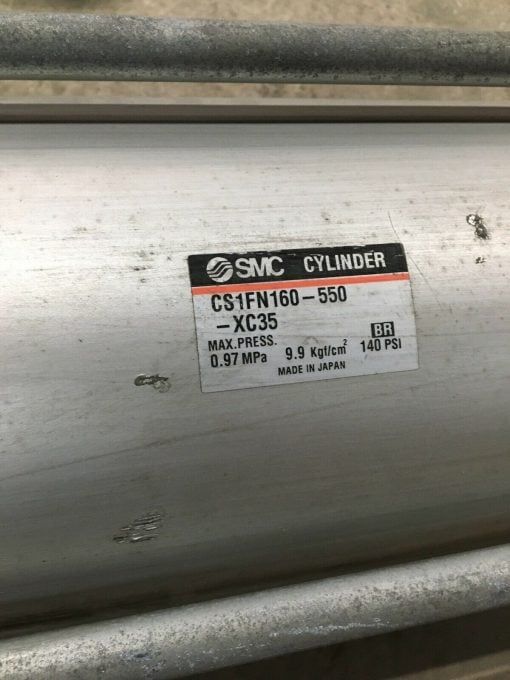 SMC CYLINDER
CS1FN160-550
-XC35
MAX.PRESS. BR
0.97 MPa 9.9 Kgf/cm² 140 PSI
MADE IN JAPAN